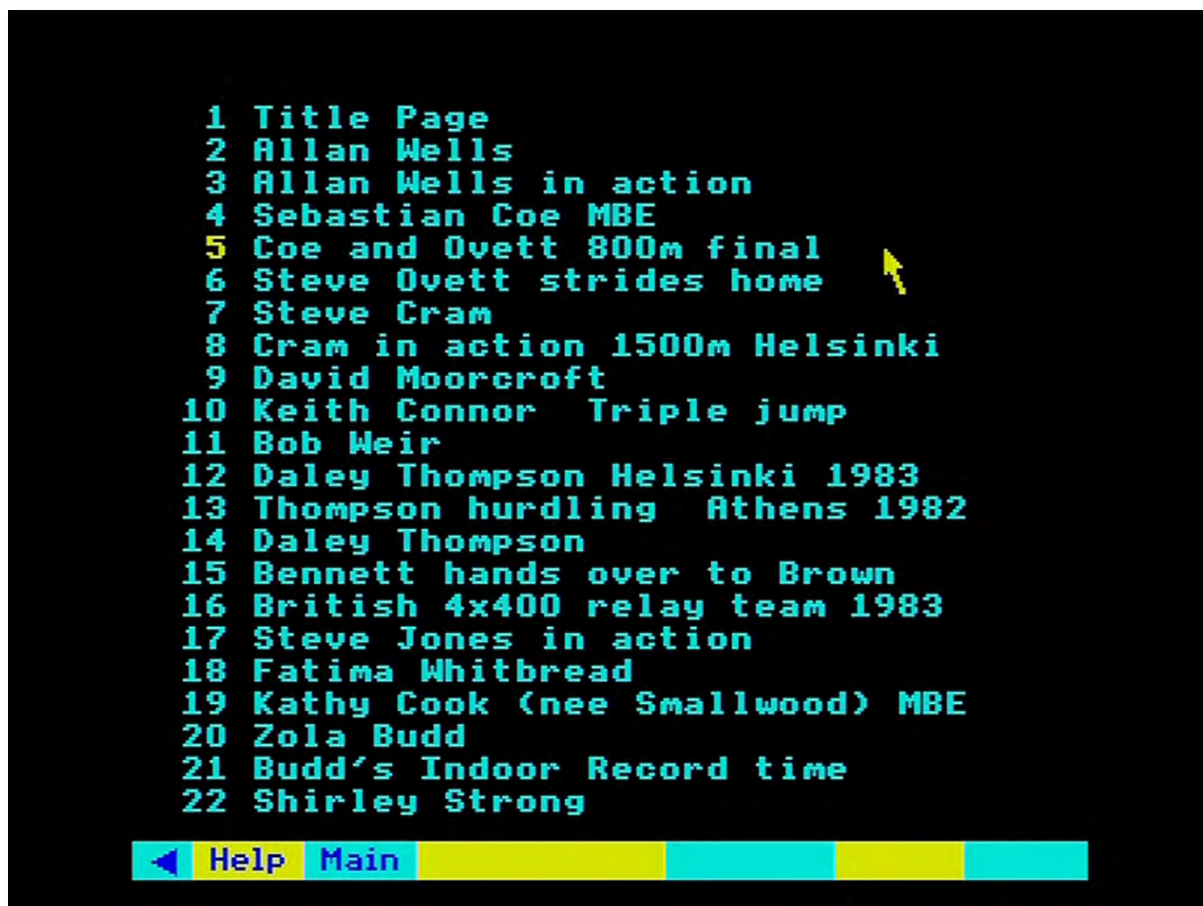 1 Title Page
2 Allan Wells
3 Allan Wells in action
4 Sebastian Coe MBE
5 Coe and Ovett 800m final
6 Steve Ovett strides home
7 Steve Cram
8 Cram in action 1500m Helsinki
9 David Moorcroft
10 Keith Connor  Triple jump
11 Bob Weir
12 Daley Thompson Helsinki 1983
13 Thompson hurdling  Athens 1982
14 Daley Thompson
15 Bennett hands over to Brown
16 British 4x400 relay team 1983
17 Steve Jones in action
18 Fatima Whitbread
19 Kathy Cook (nee Smallwood) MBE
20 Zola Budd
21 Budd's Indoor Record time
22 Shirley Strong
Help Main